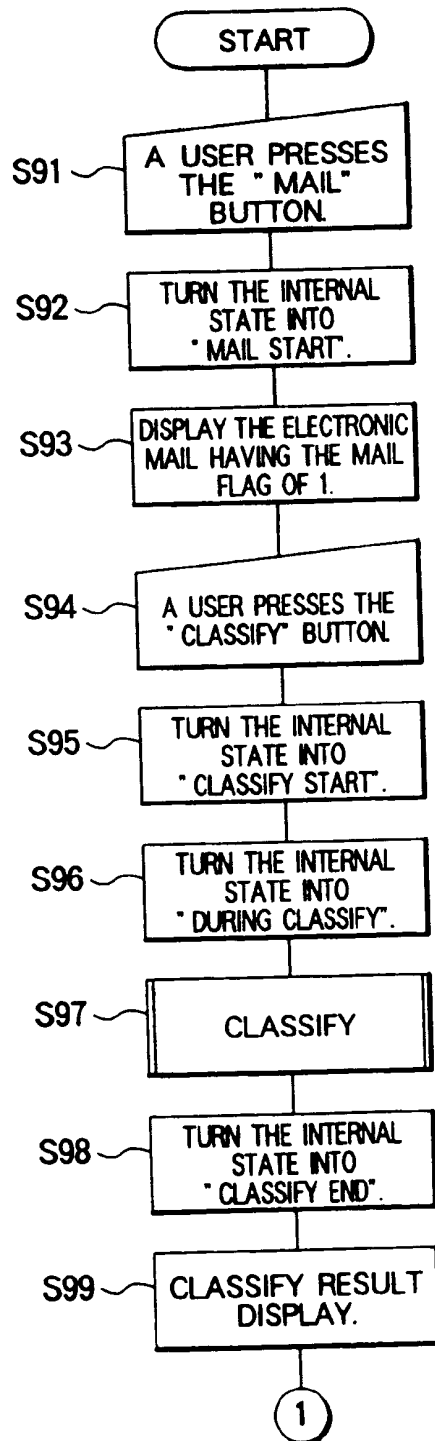 START
S91
A USER PRESSES
THE " MAIL"
BUTTON.
S92
TURN THE INTERNAL
STATE INTO
" MAIL START".
S93
DISPLAY THE ELECTRONIC
MAIL HAVING THE MAIL
FLAG OF 1.
S94
A USER PRESSES THE
" CLASSIFY" BUTTON.
S95
TURN THE INTERNAL
STATE INTO
" CLASSIFY START".
S96
TURN THE INTERNAL
STATE INTO
" DURING CLASSIFY".
S97
CLASSIFY
S98
TURN THE INTERNAL
STATE INTO
" CLASSIFY END".
S99
CLASSIFY RESULT
DISPLAY.
1